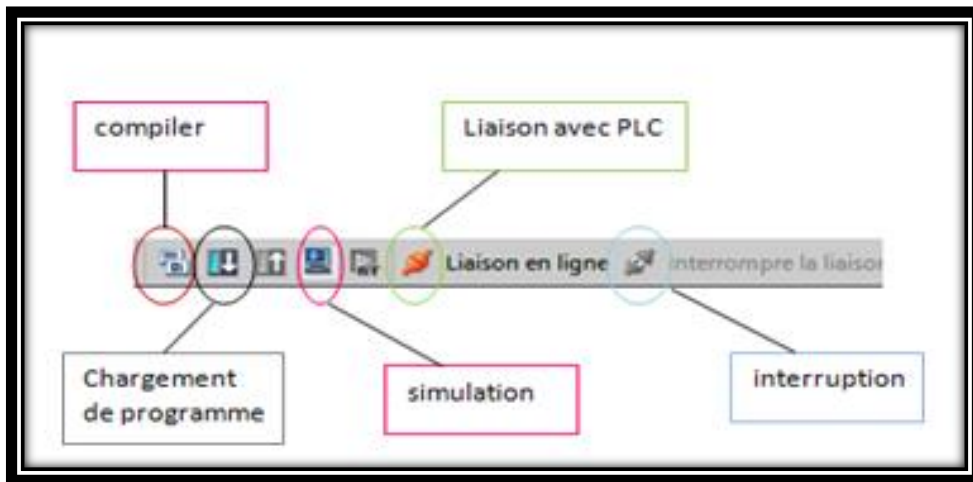 compiler
Liaison avec PLC
Liaison en ligne
Interrompre la liaison
Chargement
de programme
simulation
interruption